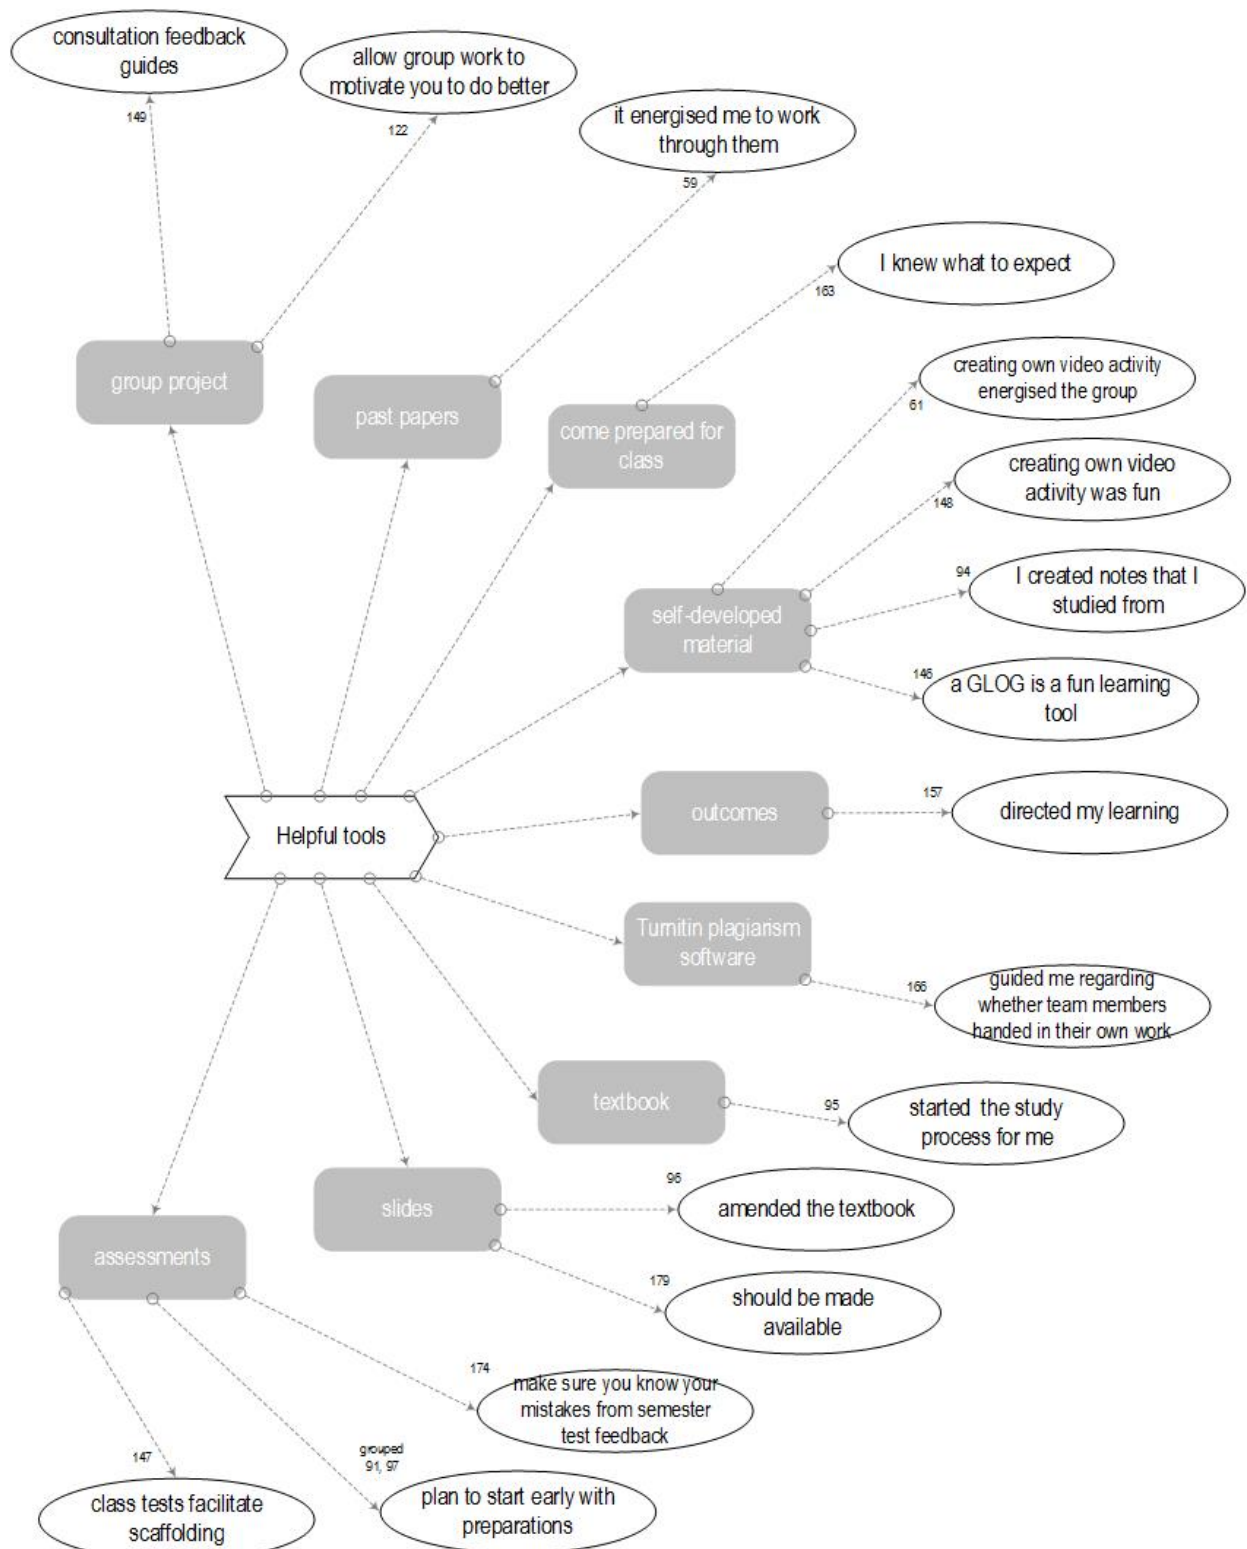 consultation feedback
guides
allow group work to
motivate you to do better
149
122
it energised me to work
through them
59
I knew what to expect
163
group project
past papers
come prepared for
class
creating own video activity
energised the group
61
creating own video
activity was fun
148
94
I created notes that I
studied from
self-developed
material
146
a GLOG is a fun learning
tool
Helpful tools
outcomes
157
directed my learning
Turnitin plagiarism
software
166
guided me regarding
whether team members
handed in their own work
textbook
95
started the study
process for me
slides
96
amended the textbook
179
should be made
available
assessments
174
make sure you know your
mistakes from semester
test feedback
147
grouped
91, 97
class tests facilitate
scaffolding
plan to start early with
preparations